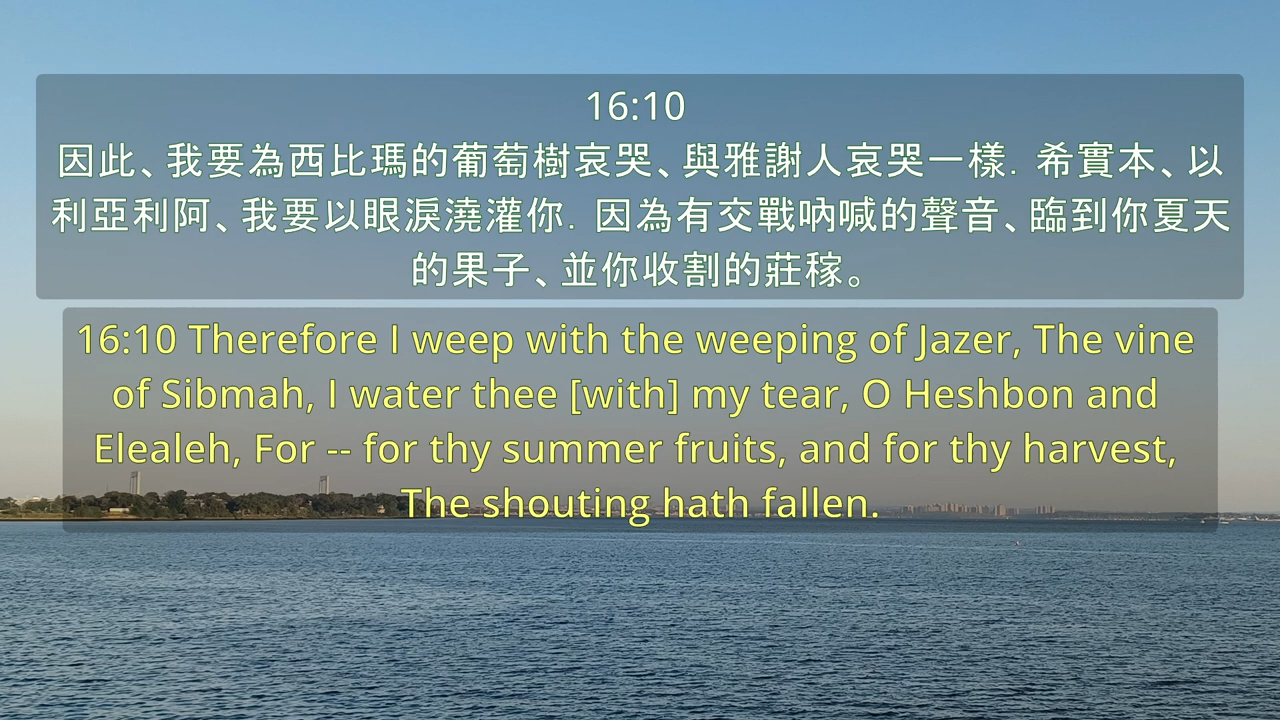 16:10
因此、我要為西比瑪的葡萄樹哀哭、與雅謝人哀哭一樣．希實本、以
利亞利阿、我要以眼淚澆灌你．因為有交戰吶喊的聲音、臨到你夏天
的果子、並你收割的莊稼。
16:10 Therefore I weep with the weeping of Jazer, The vine
of Sibmah, I water thee [with] my tear, O Heshbon and
Elealeh, For -- for thy summer fruits, and for thy harvest,
The shouting hath fallen.